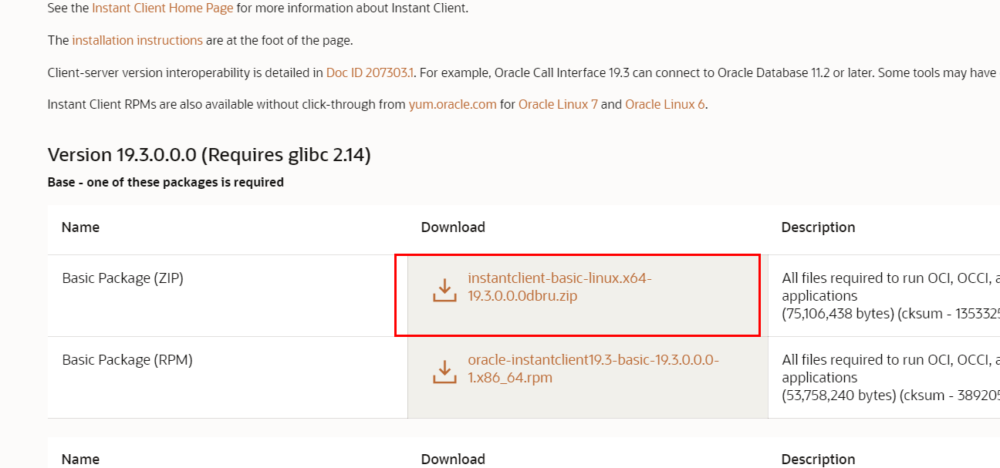 See the Instant Client Home Page for more information about Instant Client.
The installation instructions are at the foot of the page.
Client-server version interoperability is detailed in Doc ID 207303.1. For example, Oracle Call Interface 19.3 can connect to Oracle Database 11.2 or later. Some tools may have
Instant Client RPMs are also available without click-through from yum.oracle.com for Oracle Linux 7 and Oracle Linux 6.
Version 19.3.0.0.0 (Requires glibc 2.14)
Base - one of these packages is required
Name Download Description
Basic Package (ZIP)
instantclient-basic-linux.x64-
19.3.0.0.0dbru.zip
All files required to run OCI, OCCI,
applications
(75,106,438 bytes) (cksum - 1353325
Basic Package (RPM)
oracle-instantclient19.3-basic-19.3.0.0.0-
1.x86_64.rpm
All files required to run OCI, OCCI,
applications
(53,758,240 bytes) (cksum - 389205
Name Download Description